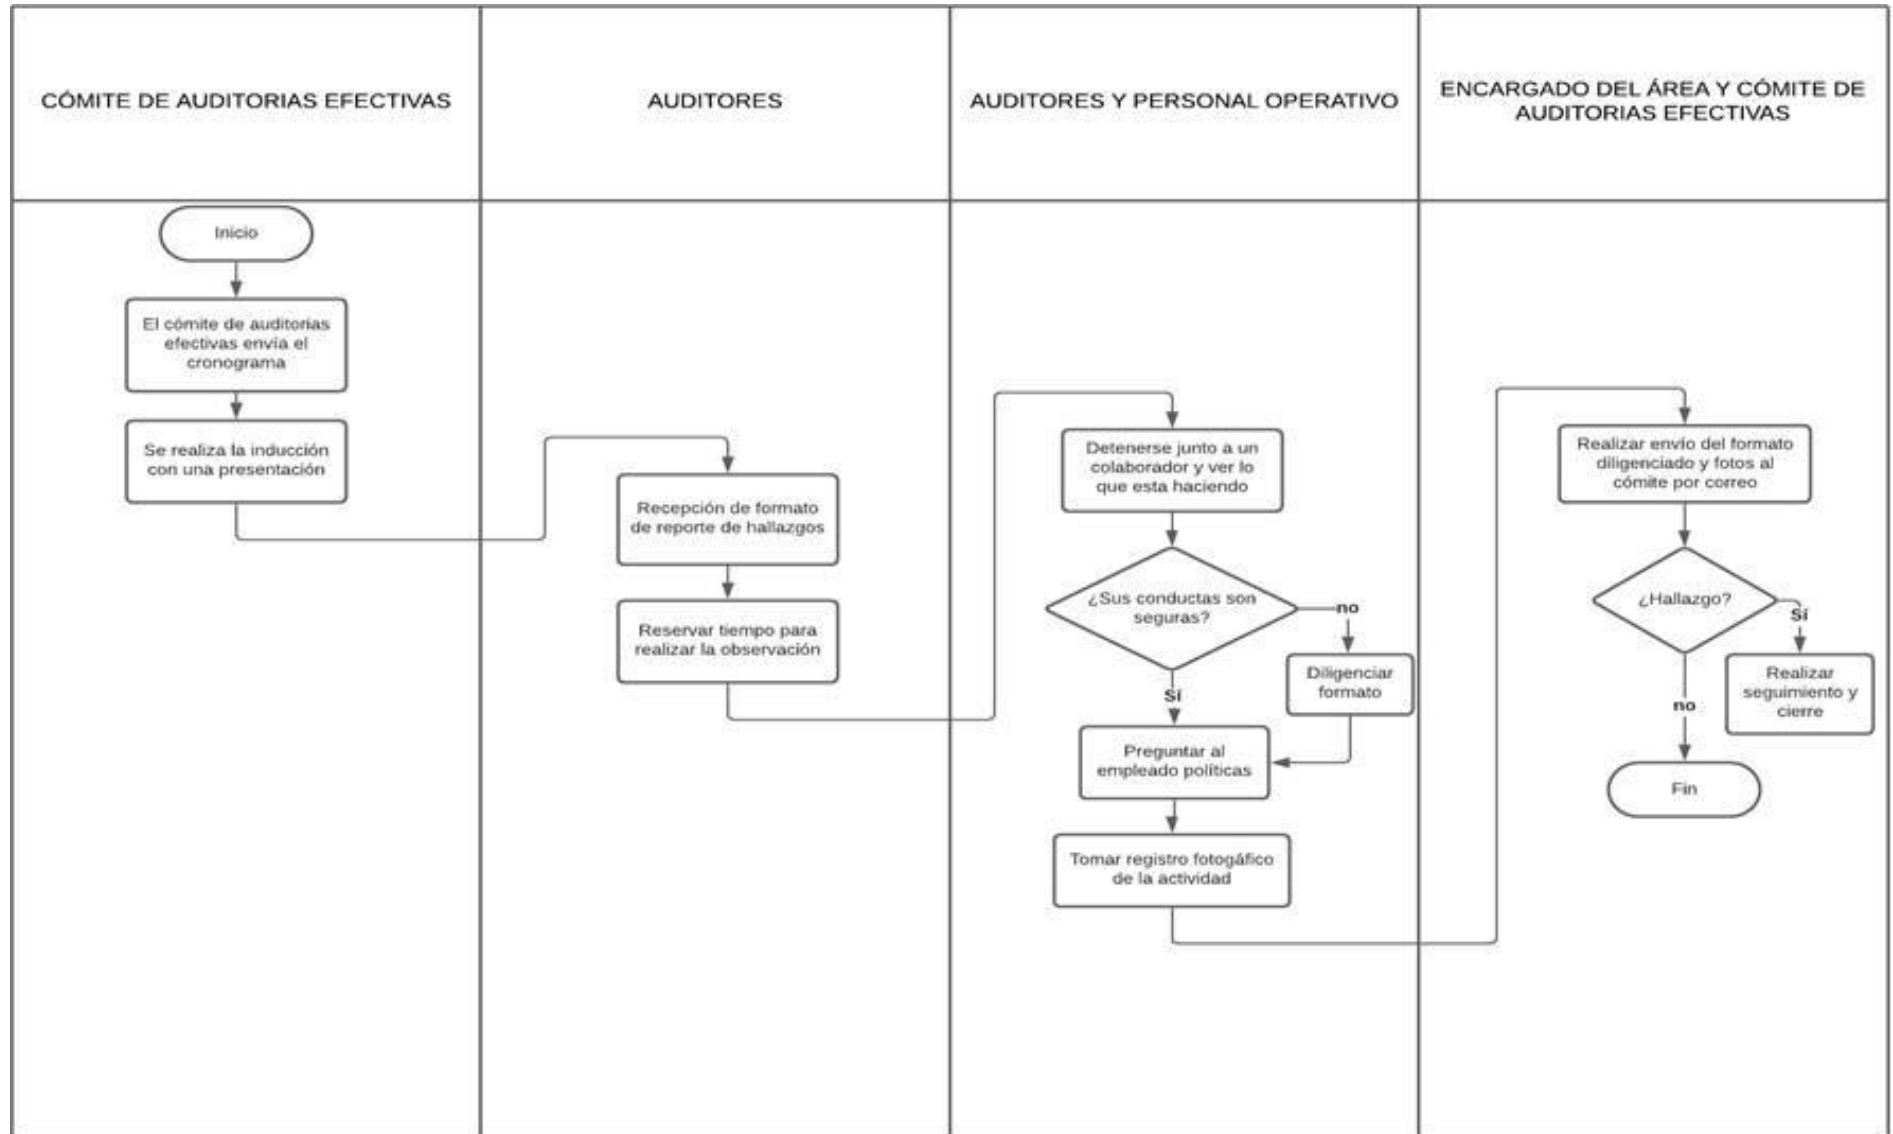 CÓMITE DE AUDITORIAS EFECTIVAS
AUDITORES
AUDITORES Y PERSONAL OPERATIVO
ENCARGADO DEL ÁREA Y CÓMITE DE
AUDITORIAS EFECTIVAS
Inicio
El cómite de auditorias
efectivas envía el
cronograma
Se realiza la inducción
con una presentación
Recepción de formato
de reporte de hallazgos
Reservar tiempo para
realizar la observación
Detenerse junto a un
colaborador y ver lo
que esta haciendo
¿Sus conductas son
seguras?
no
Diligenciar
formato
Sí
Preguntar al
empleado políticas
Tomar registro fotogáfico
de la actividad
Realizar envío del formato
diligenciado y fotos al
cómite por correo
¿Hallazgo?
Sí
Realizar
seguimiento y
cierre
no
Fin